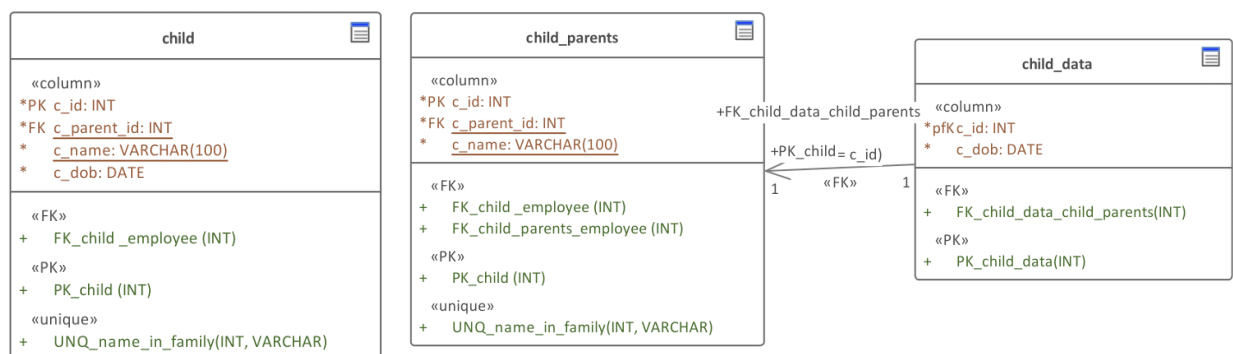 child
«column»
*PK c_id: INT
*FK c_parent_id: INT
* c_name: VARCHAR(100)
* c_dob: DATE
«FK»
+ FK_child _employee (INT)
«PK»
+ PK_child (INT)
«unique»
+ UNQ_name_in_family(INT, VARCHAR)
child_parents
«column»
*PK c_id: INT
*FK c_parent_id: INT
* c_name: VARCHAR(100)
«FK»
+ FK_child _employee (INT)
+ FK_child_parents_employee (INT)
«PK»
+ PK_child (INT)
«unique»
+ UNQ_name_in_family(INT, VARCHAR)
+FK_child_data_child_parents
+PK_child = c_id)
1 «FK» 1
child_data
«column»
*pfK c_id: INT
* c_dob: DATE
«FK»
+ FK_child_data_child_parents(INT)
«PK»
+ PK_child_data(INT)